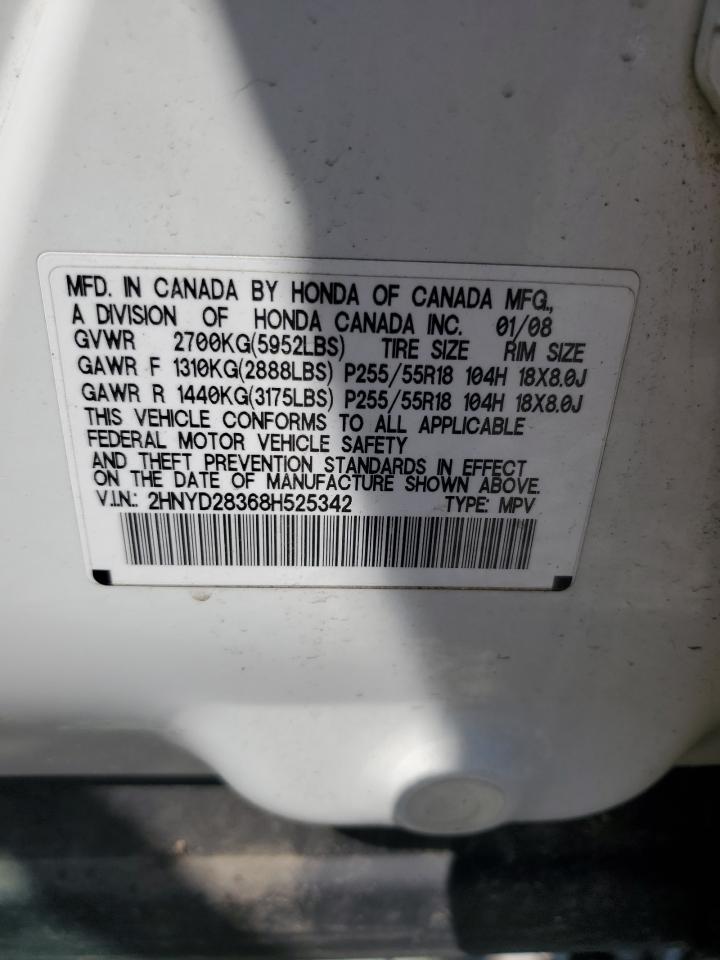 MFD. IN CANADA BY HONDA OF CANADA MFG.,
A DIVISION OF HONDA CANADA INC. 01/08
GVWR 2700KG(5952LBS) TIRE SIZE RIM SIZE
GAWR F 1310KG(2888LBS) P255/55R18 104H 18X8.0J
GAWR R 1440KG(3175LBS) P255/55R18 104H 18X8.0J
THIS VEHICLE CONFORMS TO ALL APPLICABLE
FEDERAL MOTOR VEHICLE SAFETY
AND THEFT PREVENTION STANDARDS IN EFFECT
ON THE DATE OF MANUFACTURE SHOWN ABOVE.
V.I.N.: 2HNYD28368H525342 TYPE: MPV